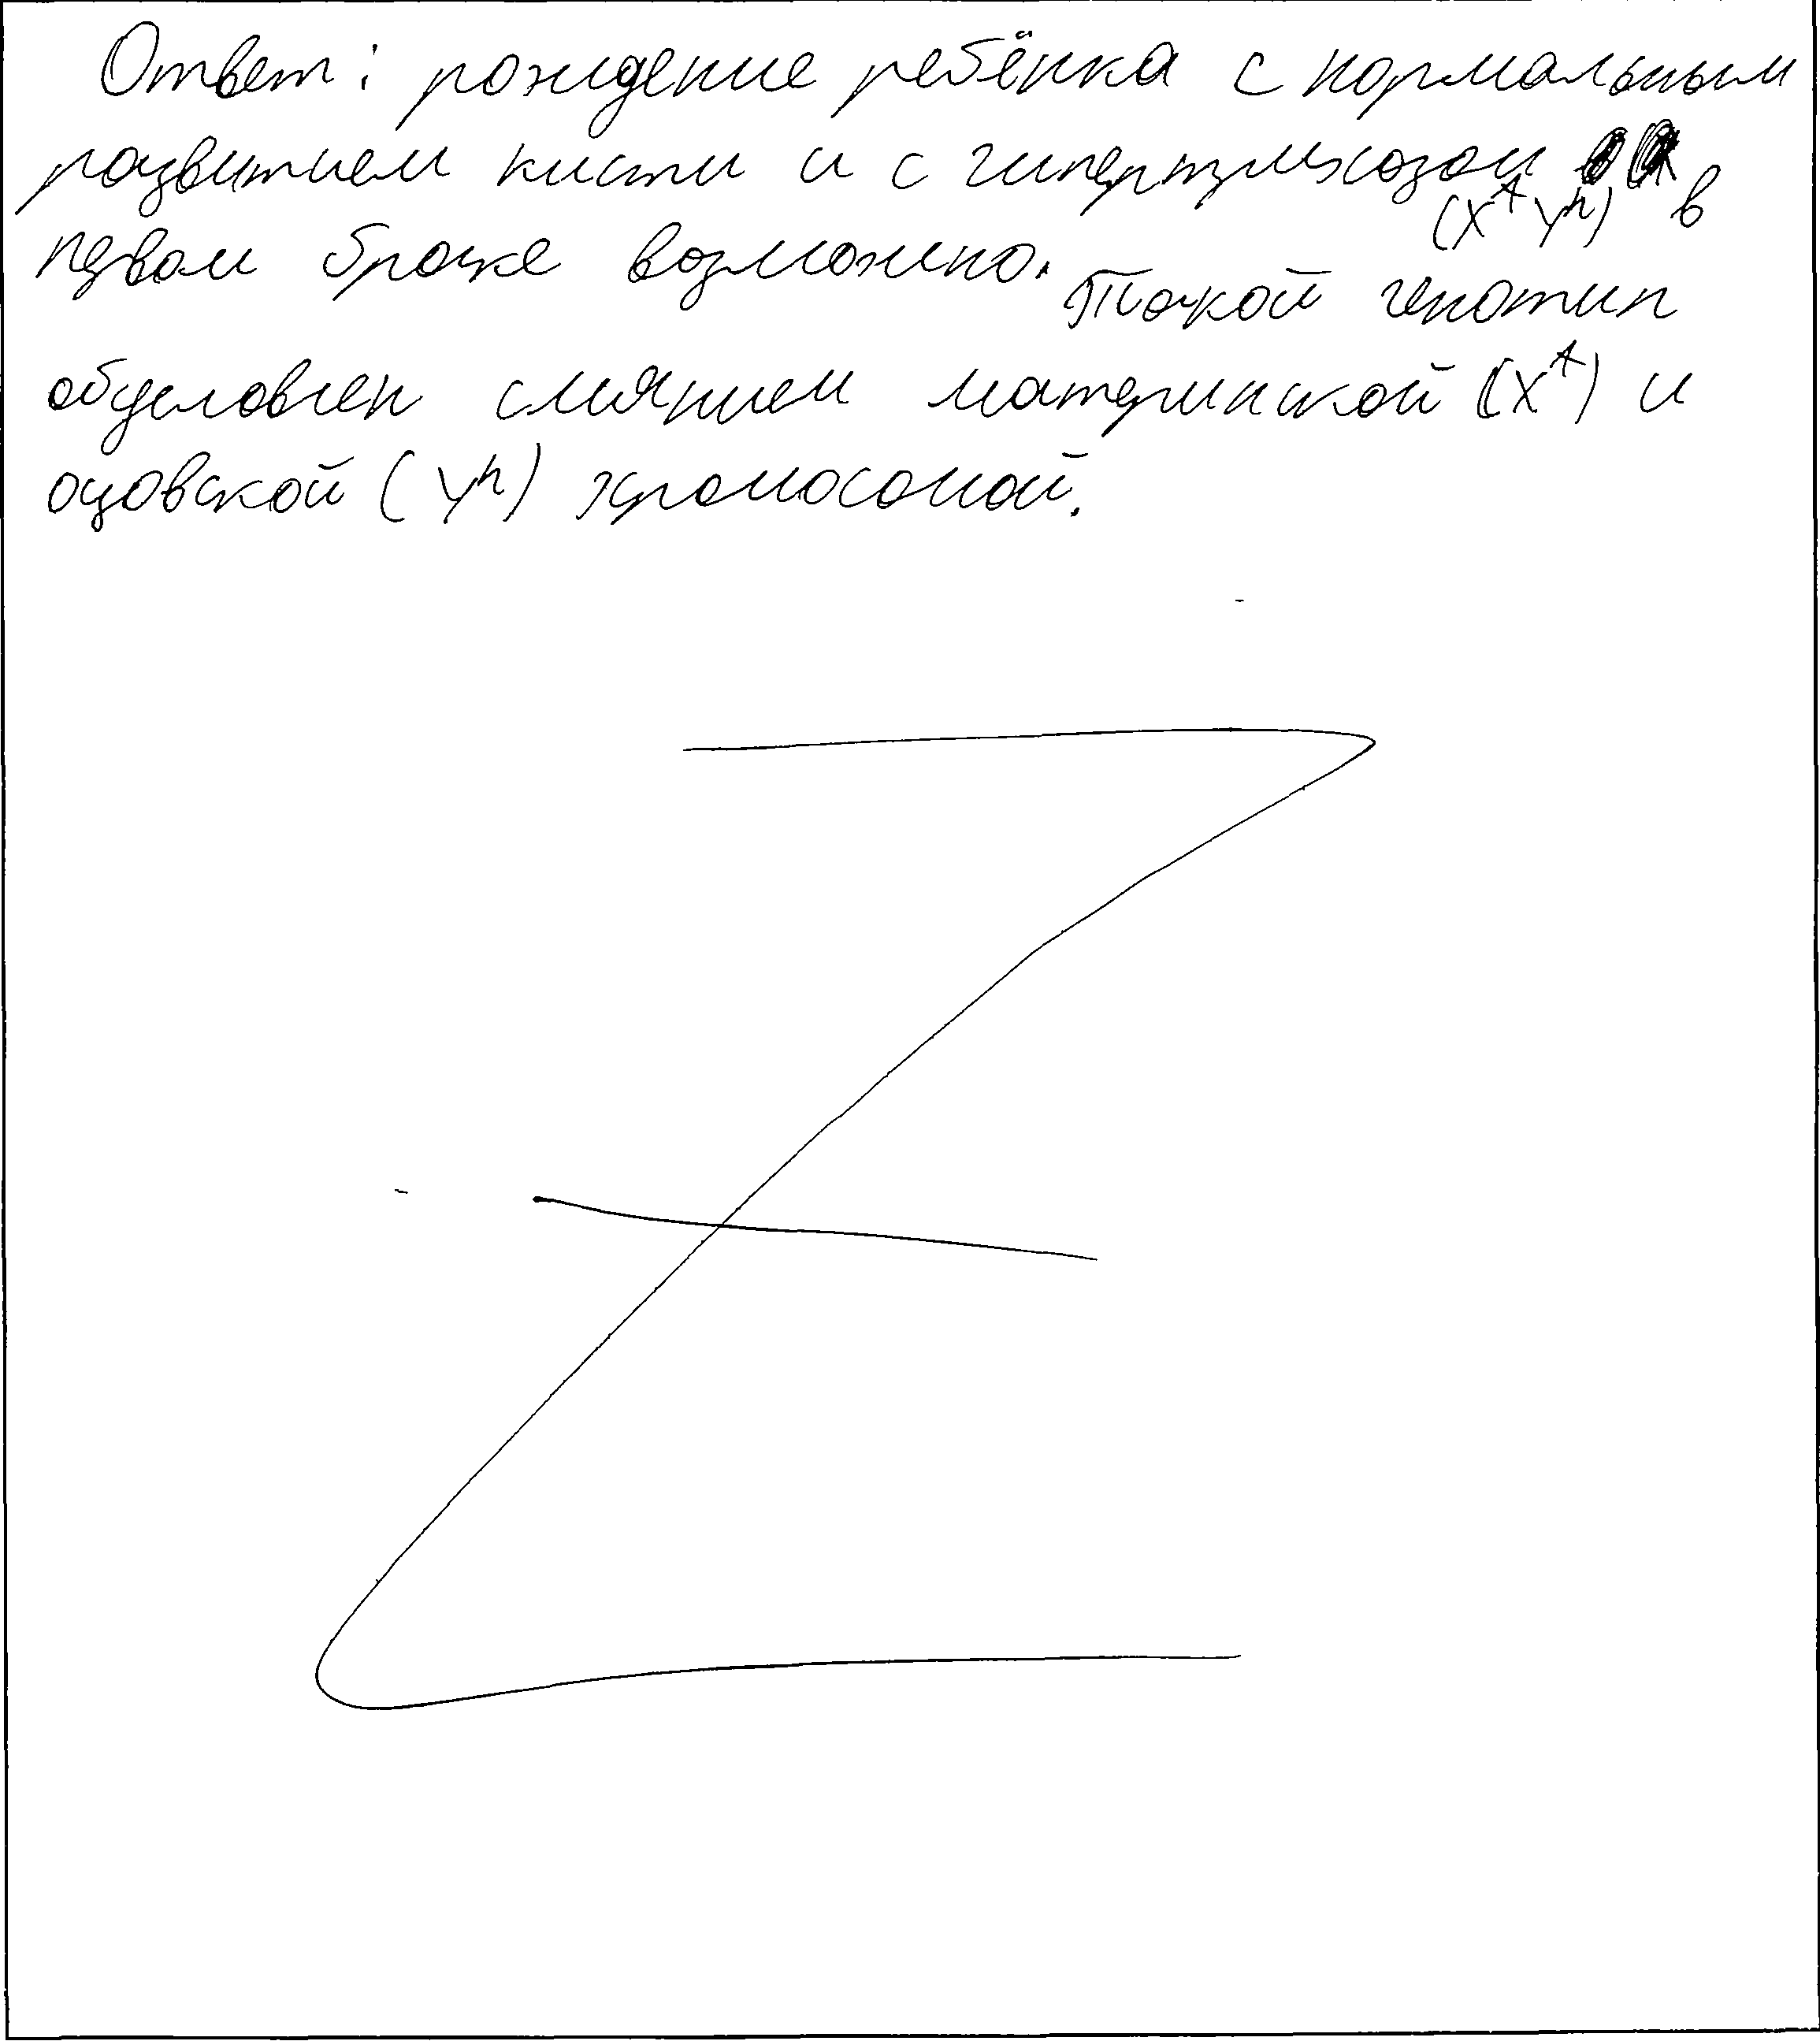 Ответ: рождение ребёнка с нормальным
развитием кисти и с гипертрихозом в
(X^A Y^h)
первом браке возможно. Такой генотип
обусловлен слиянием материнской (X^A) и
отцовской (Y^h) хромосомой.